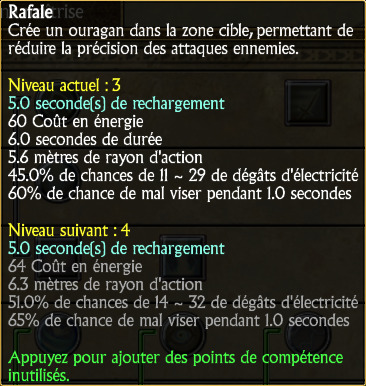 Rafale
Crée un ouragan dans la zone cible, permettant de
réduire la précision des attaques ennemies.
Niveau actuel : 3
5.0 seconde(s) de rechargement
60 Coût en énergie
6.0 secondes de durée
5.6 mètres de rayon d'action
45.0% de chances de 11 ~ 29 de dégâts d'électricité
60% de chance de mal viser pendant 1.0 secondes
Niveau suivant : 4
5.0 seconde(s) de rechargement
64 Coût en énergie
6.3 mètres de rayon d'action
51.0% de chances de 14 ~ 32 de dégâts d'électricité
65% de chance de mal viser pendant 1.0 secondes
Appuyez pour ajouter des points de compétence
inutilisés.